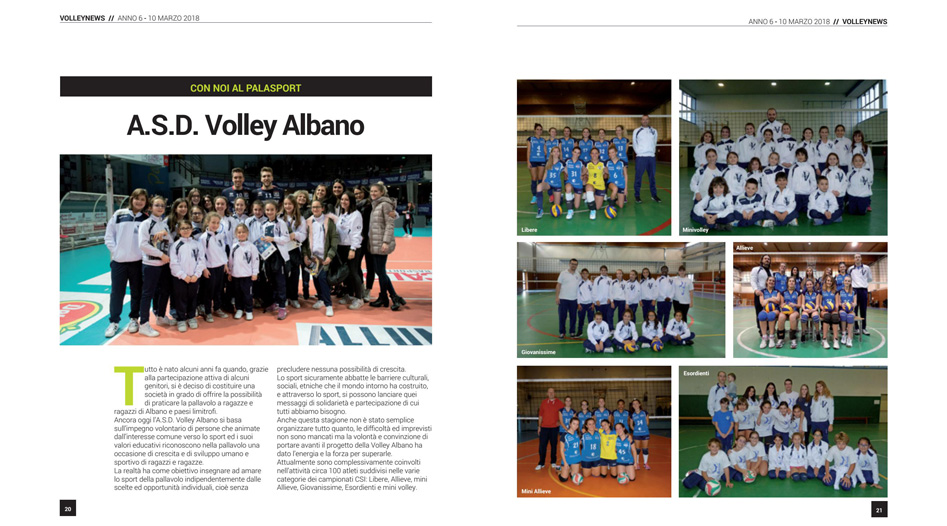 VOLLEYNEWS // ANNO 6 - 10 MARZO 2018
CON NOI AL PALASPORT
A.S.D. Volley Albano
Tutto è nato alcuni anni fa quando, grazie
alla partecipazione attiva di alcuni
genitori, si è deciso di costituire una
società in grado di offrire la possibilità
di praticare la pallavolo a ragazze e
ragazzi di Albano e paesi limitrofi.
Ancora oggi l'A.S.D. Volley Albano si basa
sull'impegno volontario di persone che animate
dall'interesse comune verso lo sport ed i suoi
valori educativi riconoscono nella pallavolo una
occasione di crescita e di sviluppo umano e
sportivo di ragazzi e ragazze.
La realtà ha come obiettivo insegnare ad amare
lo sport della pallavolo indipendentemente dalle
scelte ed opportunità individuali, cioè senza
precludere nessuna possibilità di crescita.
Lo sport sicuramente abbatte le barriere culturali,
sociali, etniche che il mondo intorno ha costruito,
e attraverso lo sport, si possono lanciare quei
messaggi di solidarietà e partecipazione di cui
tutti abbiamo bisogno.
Anche questa stagione non è stato semplice
organizzare tutto quanto, le difficoltà ed imprevisti
non sono mancati ma la volontà e convinzione di
portare avanti il progetto della Volley Albano ha
dato l'energia e la forza per superarle.
Attualmente sono complessivamente coinvolti
nell'attività circa 100 atleti suddivisi nelle varie
categorie dei campionati CSI: Libere, Allieve, mini
Allieve, Giovanissime, Esordienti e mini volley.
20
ANNO 6 - 10 MARZO 2018 // VOLLEYNEWS
Libere
Minivolley
Giovanissime
Allieve
Mini Allieve
Esordienti
21